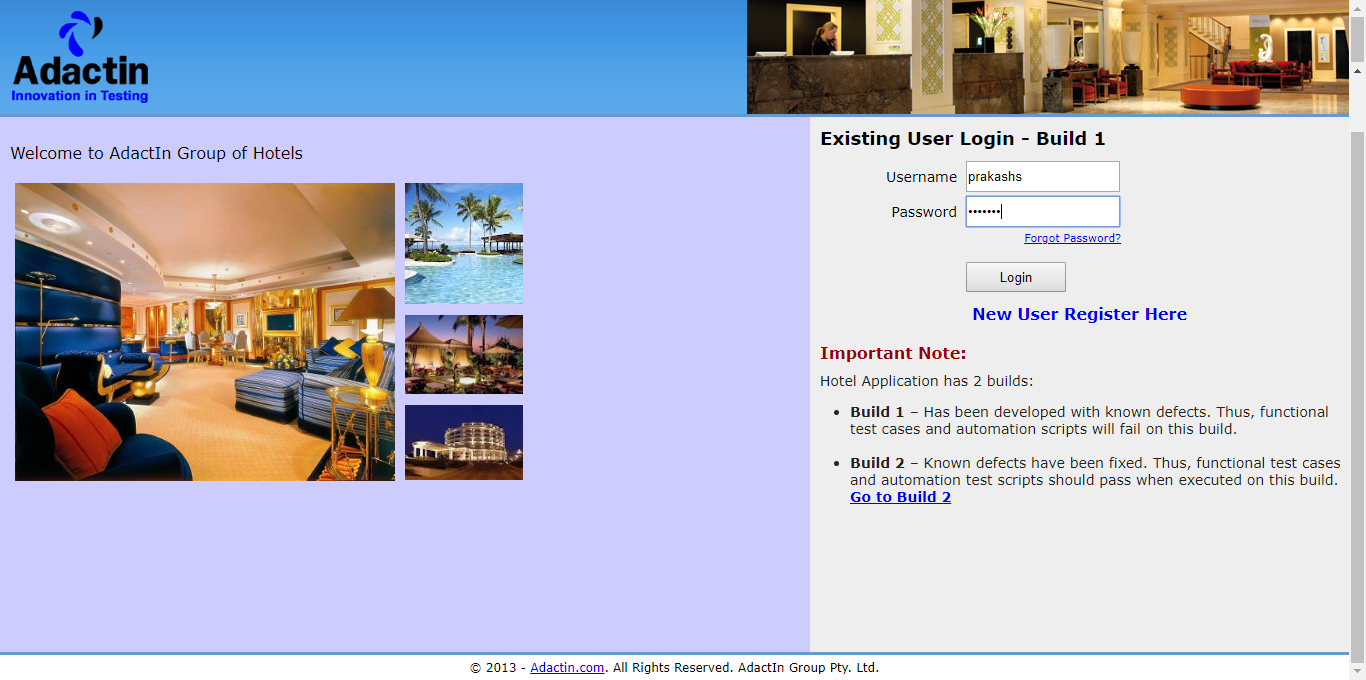 Adactin
Innovation in Testing
Welcome to AdactIn Group of Hotels
Existing User Login - Build 1
Username prakashs
Password •••••••
Forgot Password?
Login
New User Register Here
Important Note:
Hotel Application has 2 builds:
• Build 1 – Has been developed with known defects. Thus, functional
test cases and automation scripts will fail on this build.
• Build 2 – Known defects have been fixed. Thus, functional test cases
and automation test scripts should pass when executed on this build.
Go to Build 2
© 2013 - Adactin.com. All Rights Reserved. AdactIn Group Pty. Ltd.